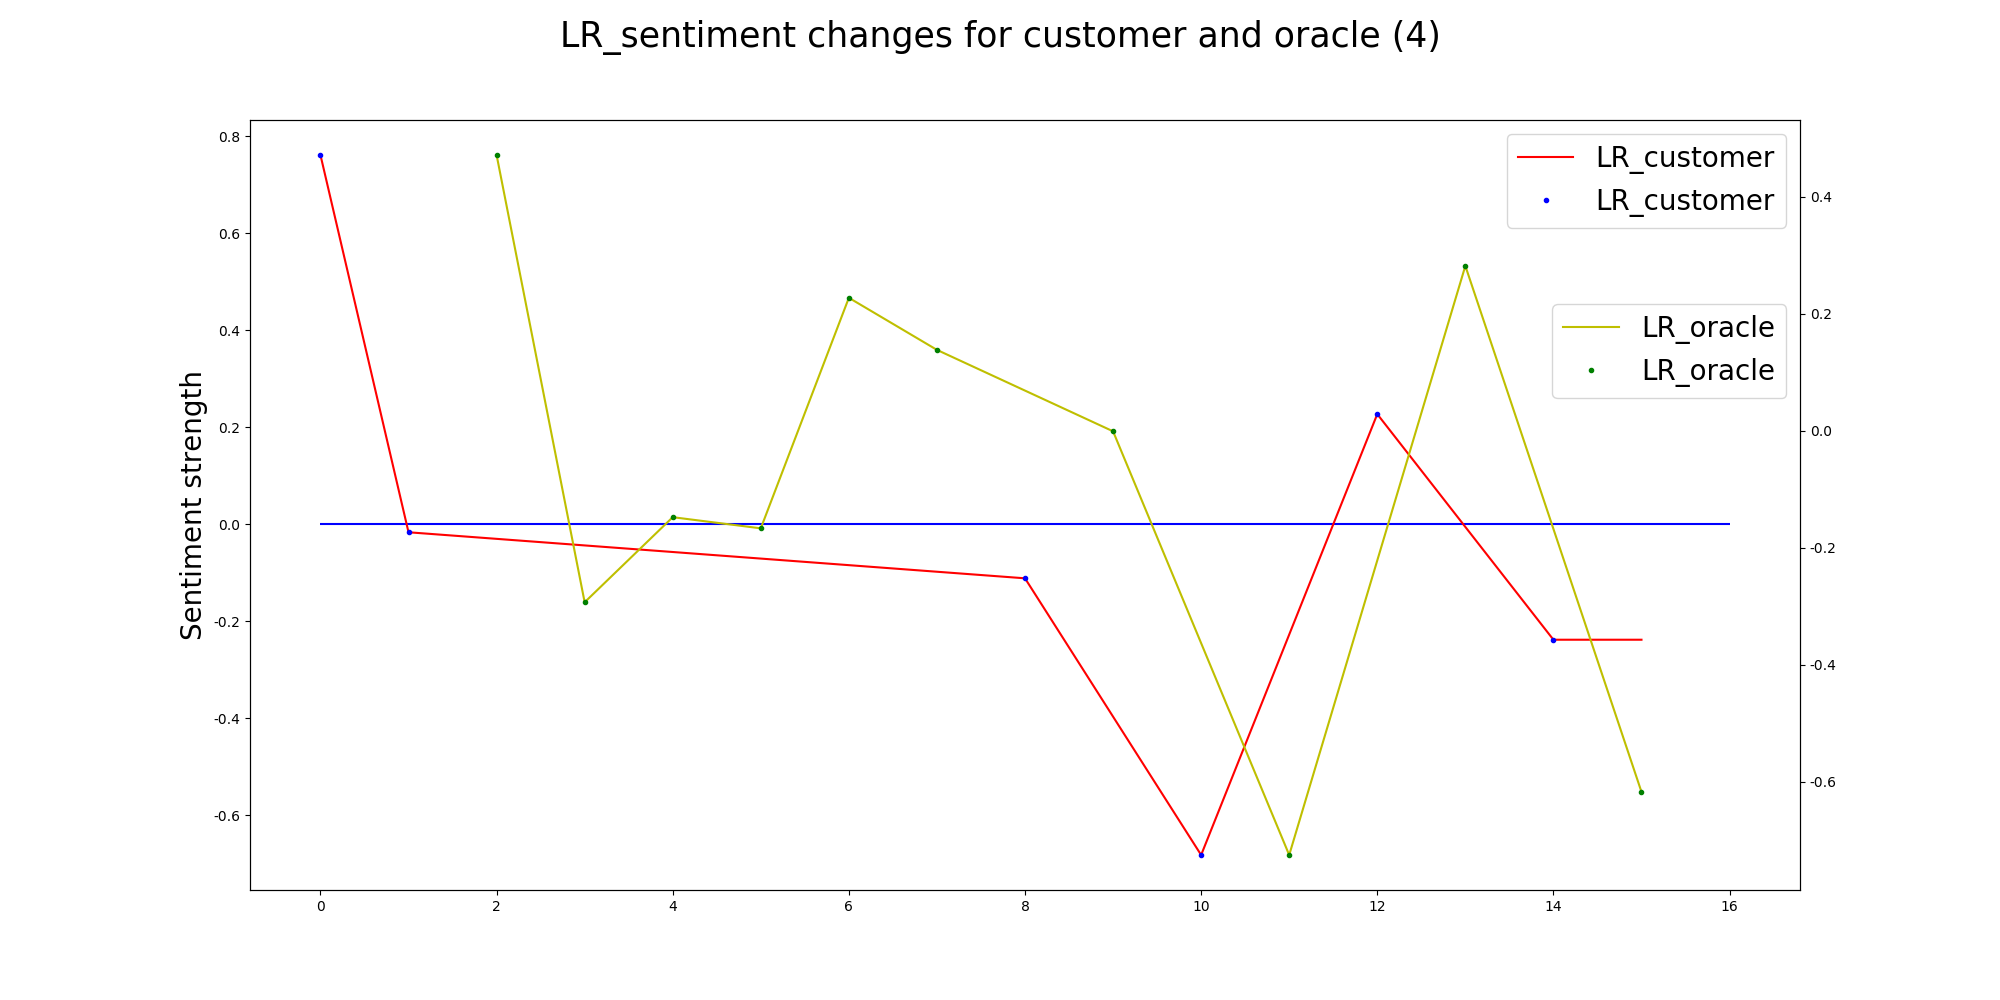 LR_sentiment changes for customer and oracle (4)
0.8
0.6
0.4
0.2
0.0
-0.2
-0.4
-0.6
Sentiment strength
LR_customer
LR_customer
LR_oracle
LR_oracle
0.4
0.2
0.0
-0.2
-0.4
-0.6
0 2 4 6 8 10 12 14 16